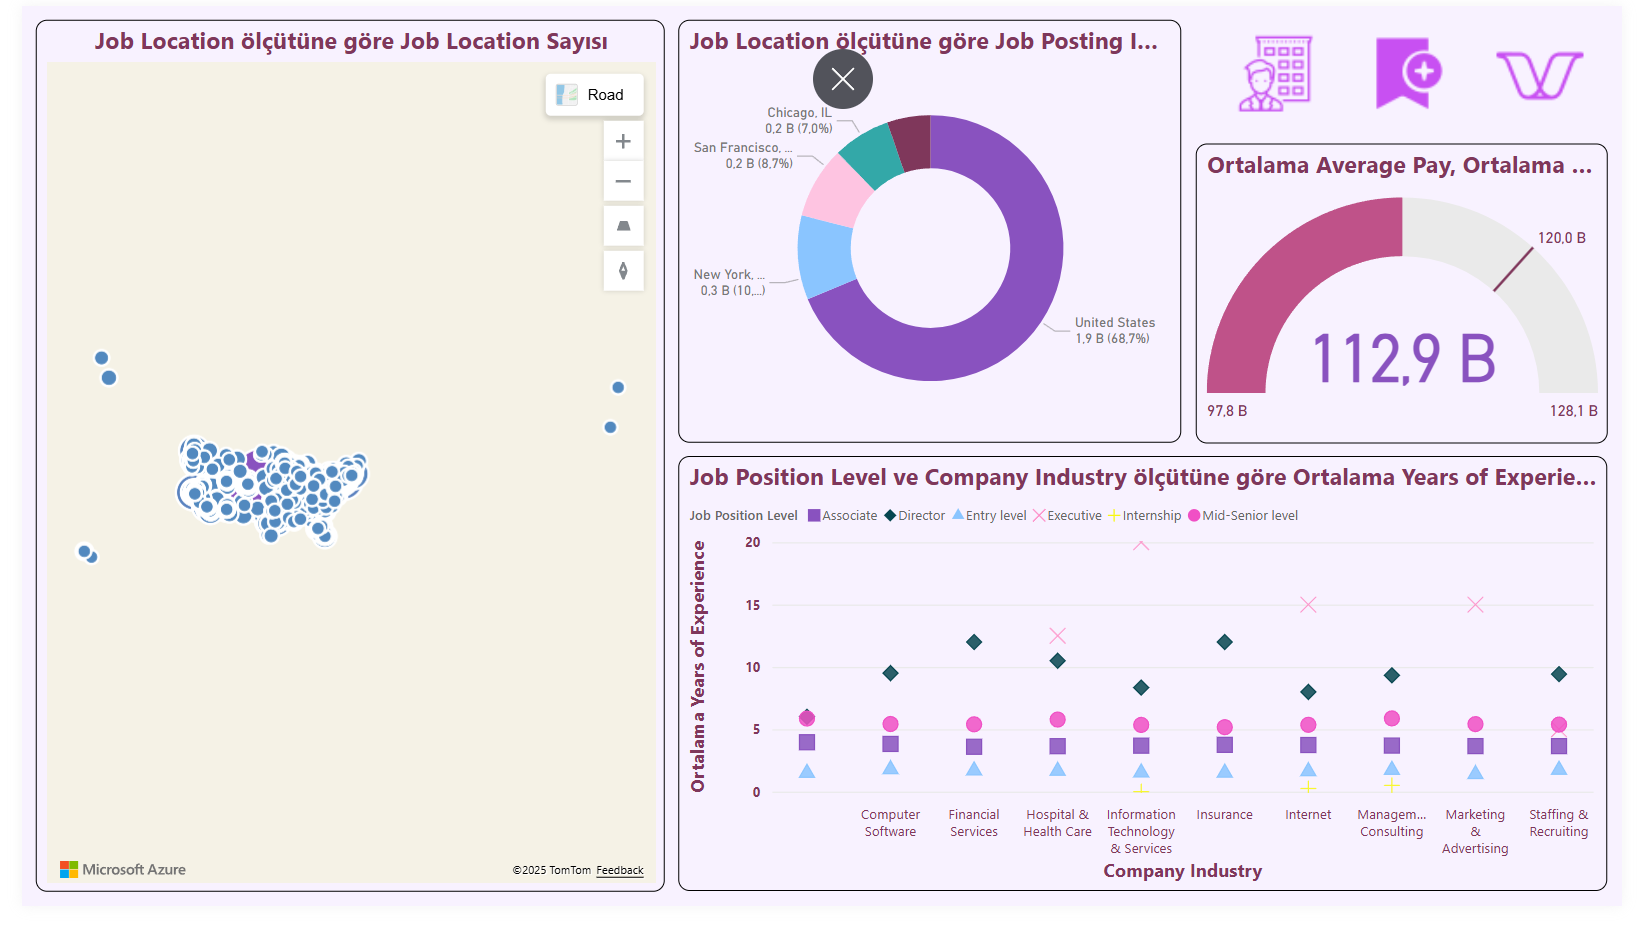 Job Location ölçütüne göre Job Location Sayısı
Road
Microsoft Azure
©2025 TomTom Feedback
Job Location ölçütüne göre Job Posting I...
Chicago, IL
0,2 B (7,0%)
San Francisco, ...
0,2 B (8,7%)
New York, ...
0,3 B (10,...)
United States
1,9 B (68,7%)
Ortalama Average Pay, Ortalama ...
120,0 B
112,9 B
97,8 B
128,1 B
Job Position Level ve Company Industry ölçütüne göre Ortalama Years of Experie...
Job Position Level Associate Director Entry level Executive Internship Mid-Senior level
Ortalama Years of Experience
20
15
10
5
0
Computer
Software
Financial
Services
Hospital &
Health Care
Information
Technology
& Services
Insurance
Internet
Managem...
Consulting
Marketing
&
Advertising
Staffing &
Recruiting
Company Industry